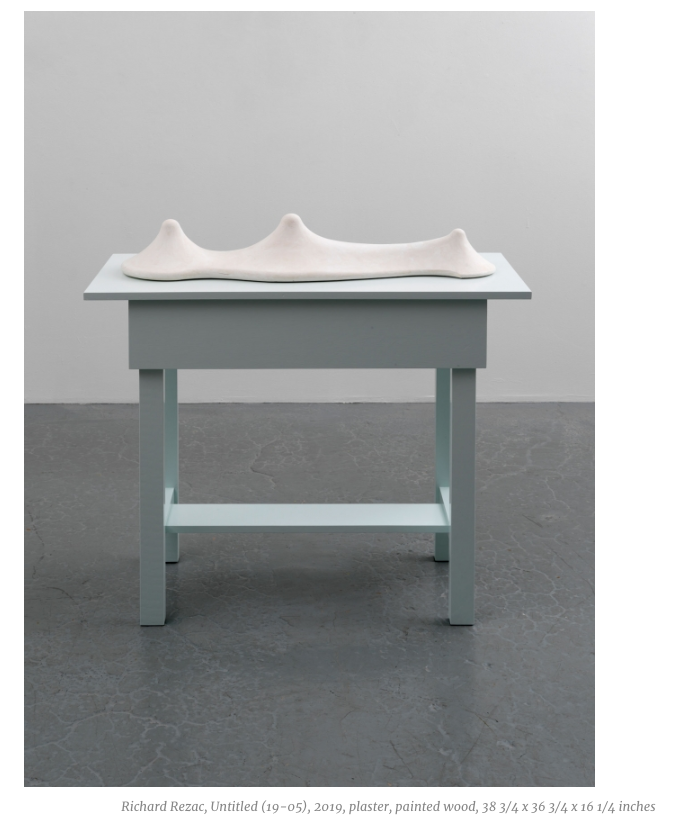 Richard Rezac, Untitled (19-05), 2019, plaster, painted wood, 38 3/4 x 36 3/4 x 16 1/4 inches